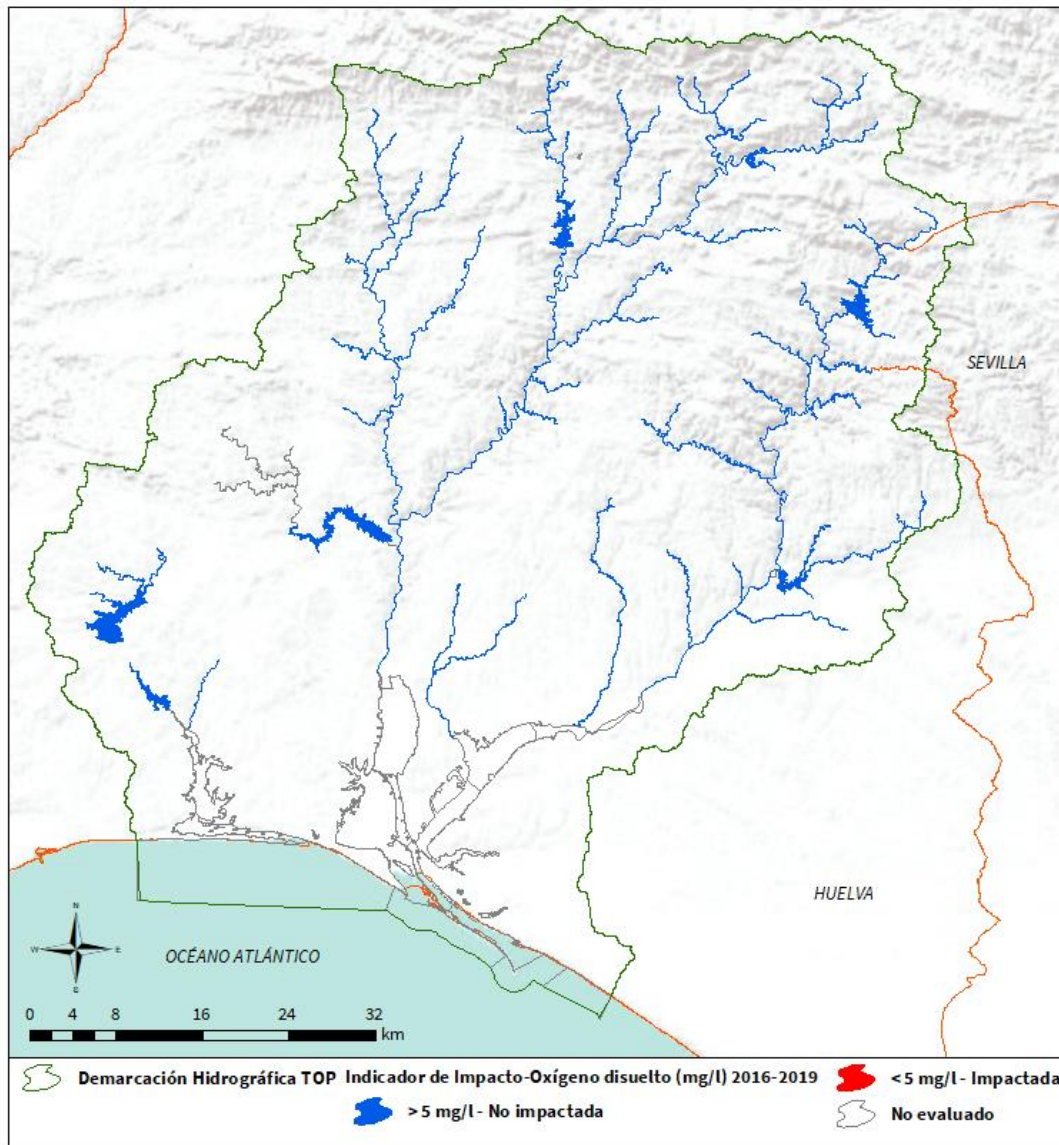 SEVILLA
HUELVA
OCÉANO ATLÁNTICO
N
W E
S
0 4 8 16 24 32
km
Demarcación Hidrográfica TOP Indicador de Impacto-Oxígeno disuelto (mg/l) 2016-2019 < 5 mg/l - Impactada
> 5 mg/l - No impactada No evaluado